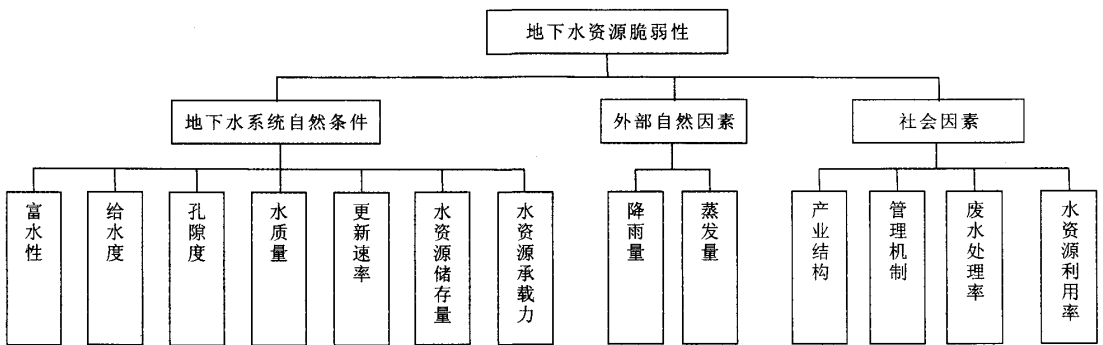 地下水资源脆弱性
地下水系统自然条件
外部自然因素
社会因素
富水性
给水度
孔隙度
水质量
更新速率
水资源储存量
水资源承载力
降雨量
蒸发量
产业结构
管理机制
废水处理率
水资源利用率